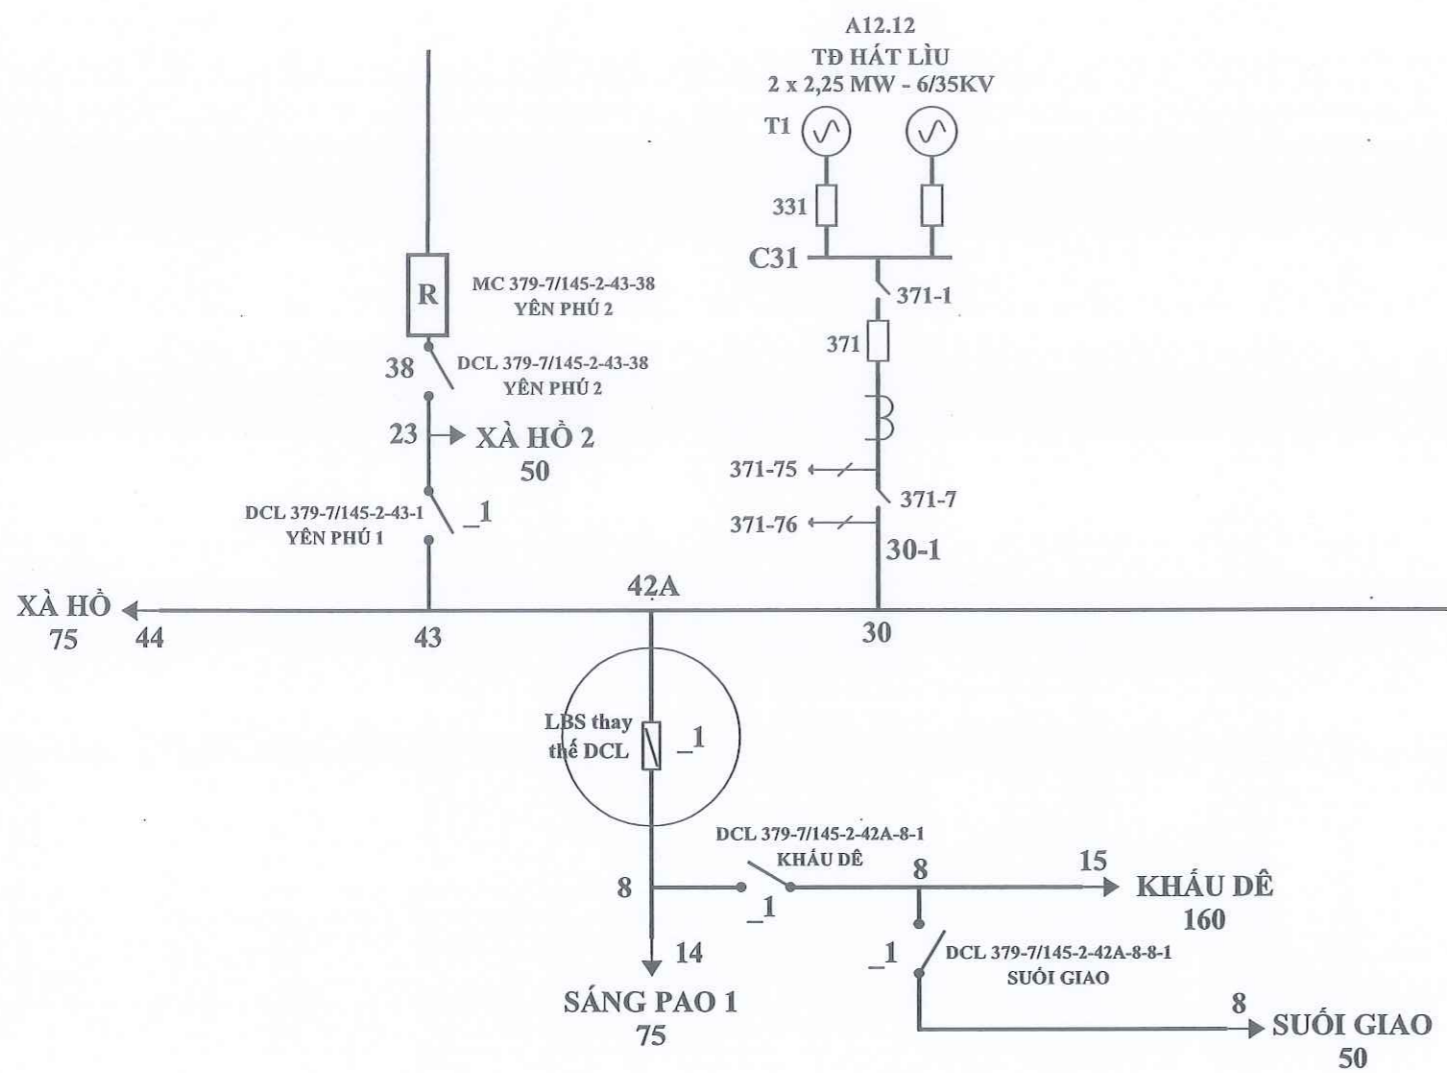 A12.12
TĐ HÁT LÌU
2 x 2,25 MW - 6/35KV
T1
331
C31
371-1
371
371-75
371-7
371-76
30-1
R
MC 379-7/145-2-43-38
YÊN PHÚ 2
38
DCL 379-7/145-2-43-38
YÊN PHÚ 2
23
XÀ HỒ 2
50
DCL 379-7/145-2-43-1
YÊN PHÚ 1
_1
XÀ HỒ
75
44
43
42A
30
LBS thay
thế DCL
_1
DCL 379-7/145-2-42A-8-1
KHẤU DÊ
8
_1
8
15
KHẤU DÊ
160
14
SÁNG PAO 1
75
_1
DCL 379-7/145-2-42A-8-8-1
SUỐI GIAO
8
SUỐI GIAO
50